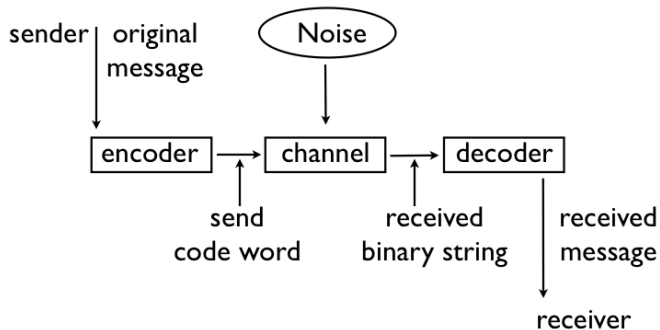 sender
original
message
Noise
encoder
channel
decoder
send
code word
received
binary string
received
message
receiver